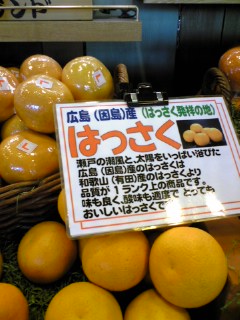 広島(因島)産(はっさく発祥の地)
はっさく
瀬戸の潮風と、太陽をいっぱい浴びた
広島(因島)産のはっさくは
和歌山(有田)産のはっさくより
品質が1ランク上の商品です。
味も良く、酸味も適度で とっても
おいしいはっさくで
L
L